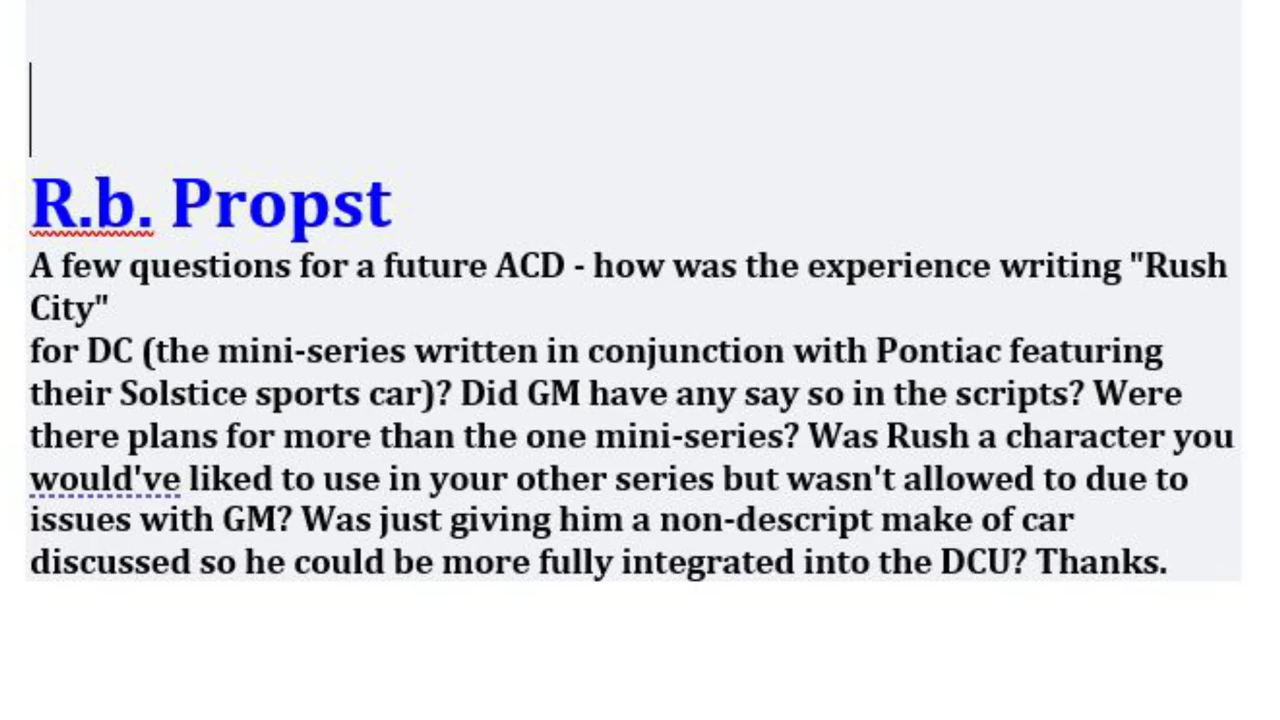 R.b. Propst
A few questions for a future ACD - how was the experience writing "Rush
City"
for DC (the mini-series written in conjunction with Pontiac featuring
their Solstice sports car)? Did GM have any say so in the scripts? Were
there plans for more than the one mini-series? Was Rush a character you
would've liked to use in your other series but wasn't allowed to due to
issues with GM? Was just giving him a non-descript make of car
discussed so he could be more fully integrated into the DCU? Thanks.